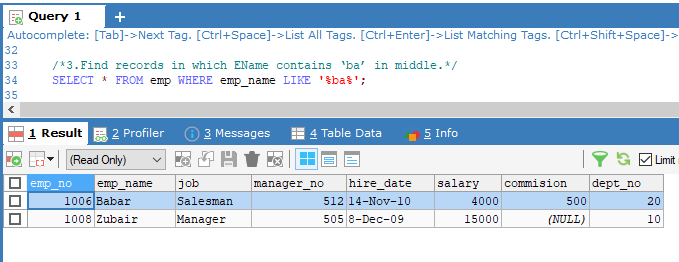 Query 1
Autocomplete: [Tab]->Next Tag. [Ctrl+Space]->List All Tags. [Ctrl+Enter]->List Matching Tags. [Ctrl+Shift+Space]->
32
33 /*3.Find records in which EName contains ‘ba’ in middle.*/
34 SELECT * FROM emp WHERE emp_name LIKE '%ba%';
35
1 Result 2 Profiler 3 Messages 4 Table Data 5 Info
(Read Only) Limit
emp_no emp_name job manager_no hire_date salary commision dept_no
1006 Babar Salesman 512 14-Nov-10 4000 500 20
1008 Zubair Manager 505 8-Dec-09 15000 (NULL) 10